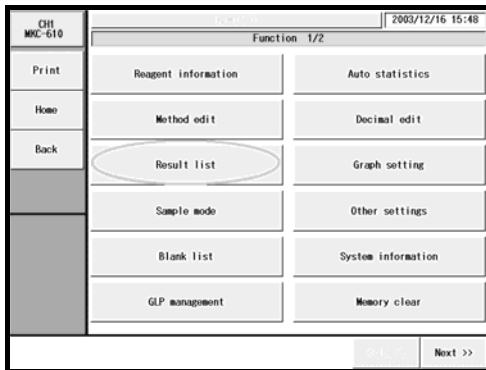 CH1
MKC-610
2003/12/16 15:48
Function 1/2
Print
Home
Back
Reagent information
Auto statistics
Method edit
Decimal edit
Result list
Graph setting
Sample mode
Other settings
Blank list
System information
GLP management
Memory clear
Next >>